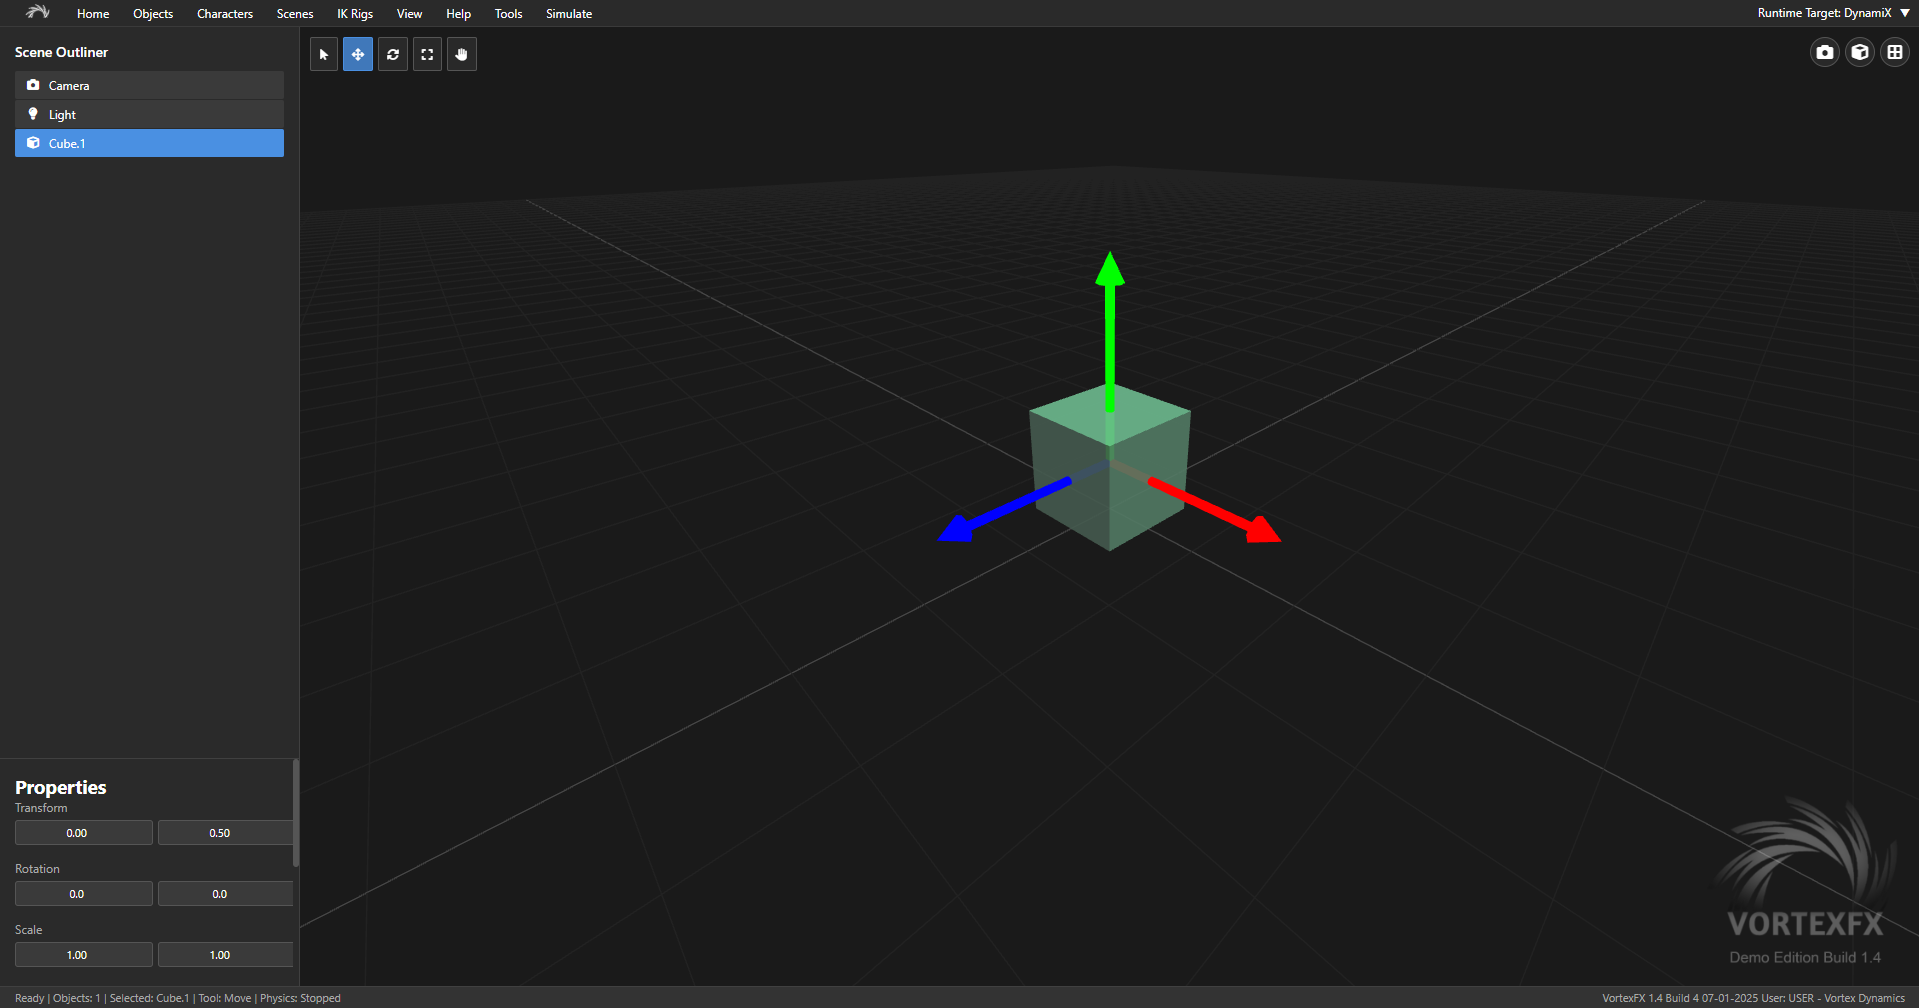 Home Objects Characters Scenes IK Rigs View Help Tools Simulate Runtime Target: DynamiX
Scene Outliner
Camera
Light
Cube.1
Properties
Transform
0.00 0.50
Rotation
0.0 0.0
Scale
1.00 1.00
VORTEXFX
Demo Edition Build 1.4
Ready | Objects: 1 | Selected: Cube.1 | Tool: Move | Physics: Stopped
VortexFX 1.4 Build 4 07-01-2025 User: USER - Vortex Dynamics